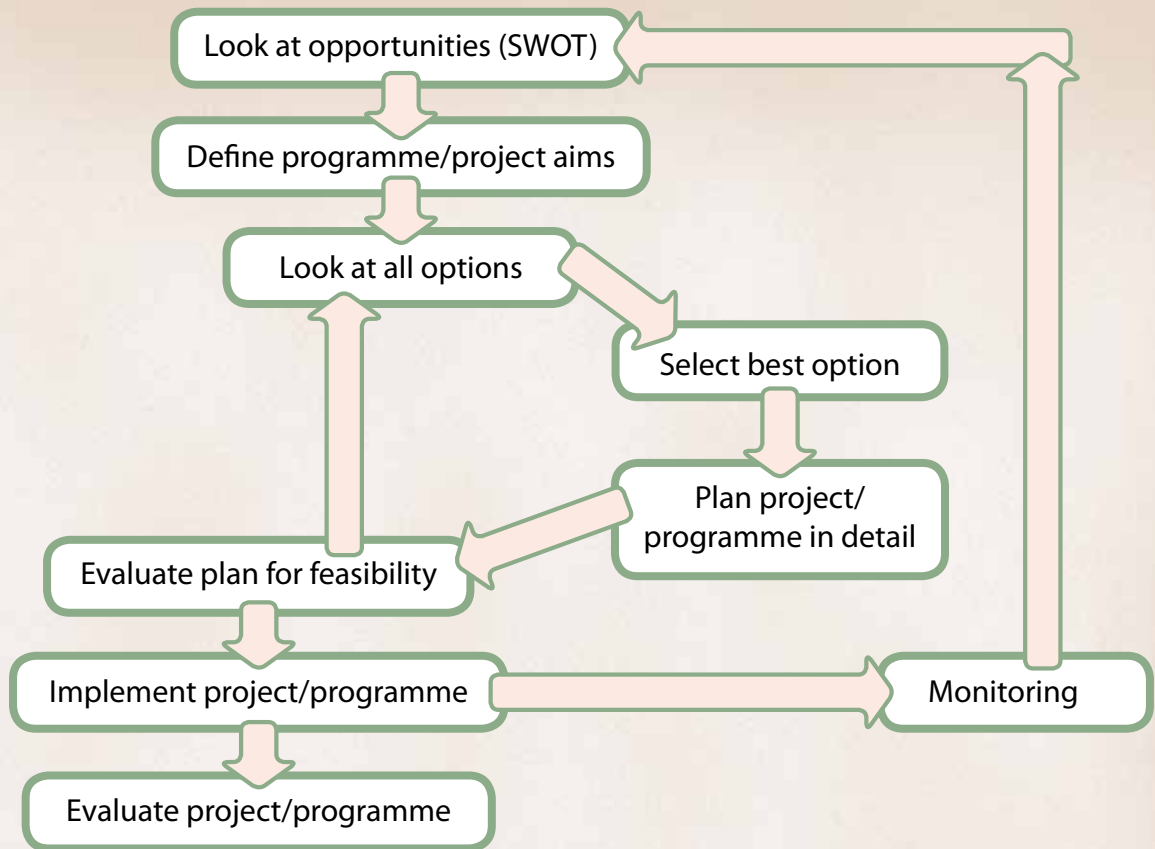 Look at opportunities (SWOT)
Define programme/project aims
Look at all options
Select best option
Plan project/
programme in detail
Evaluate plan for feasibility
Implement project/programme
Monitoring
Evaluate project/programme